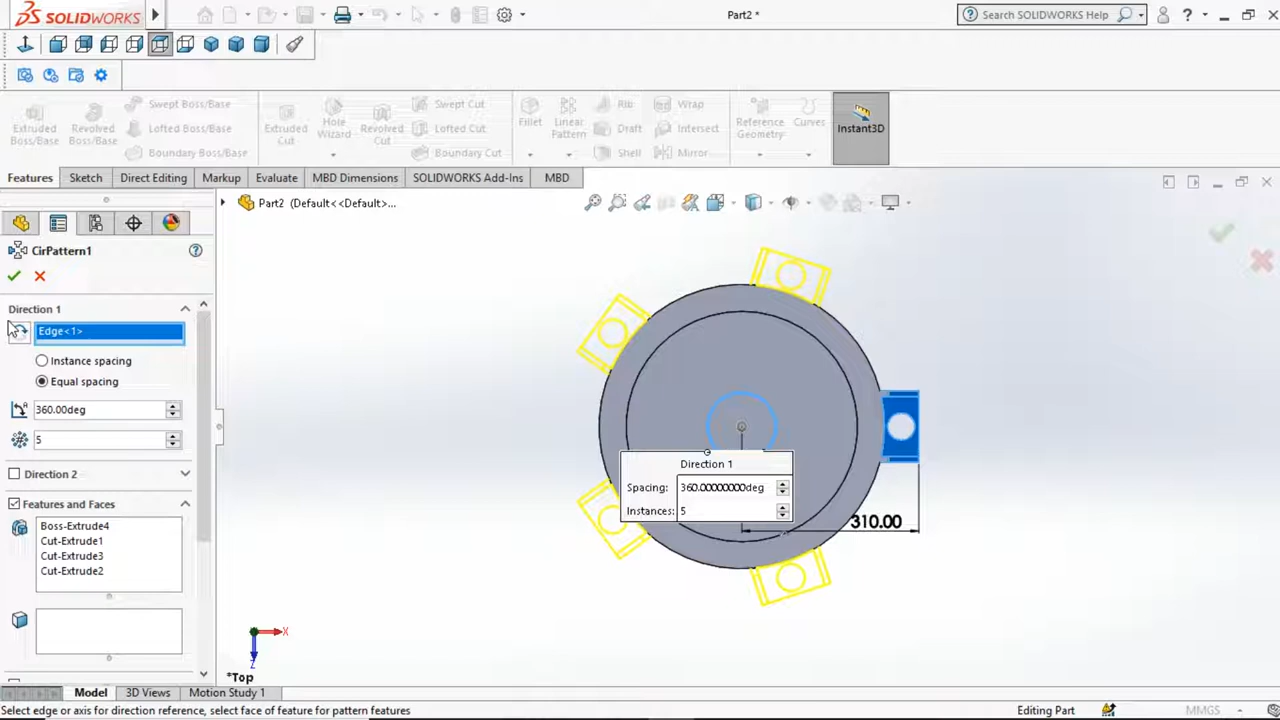 SOLIDWORKS
Part2 *
Search SOLIDWORKS Help
?
Extruded Boss/Base
Revolved Boss/Base
Swept Boss/Base
Lofted Boss/Base
Boundary Boss/Base
Extruded Cut
Hole Wizard
Revolved Cut
Swept Cut
Lofted Cut
Boundary Cut
Fillet
Linear Pattern
Rib
Draft
Shell
Wrap
Intersect
Mirror
Reference Geometry
Curves
Instant3D
Features
Sketch
Direct Editing
Markup
Evaluate
MBD Dimensions
SOLIDWORKS Add-Ins
MBD
Part2 (Default<<Default>...
CirPattern1
?
Direction 1
Edge<1>
Instance spacing
Equal spacing
360.00deg
5
Direction 2
Features and Faces
Boss-Extrude4
Cut-Extrude1
Cut-Extrude3
Cut-Extrude2
Direction 1
Spacing: 360.00000000deg
Instances: 5
310.00
X
Z
*Top
Model
3D Views
Motion Study 1
Select edge or axis for direction reference, select face of feature for pattern features
Editing Part
MMGS